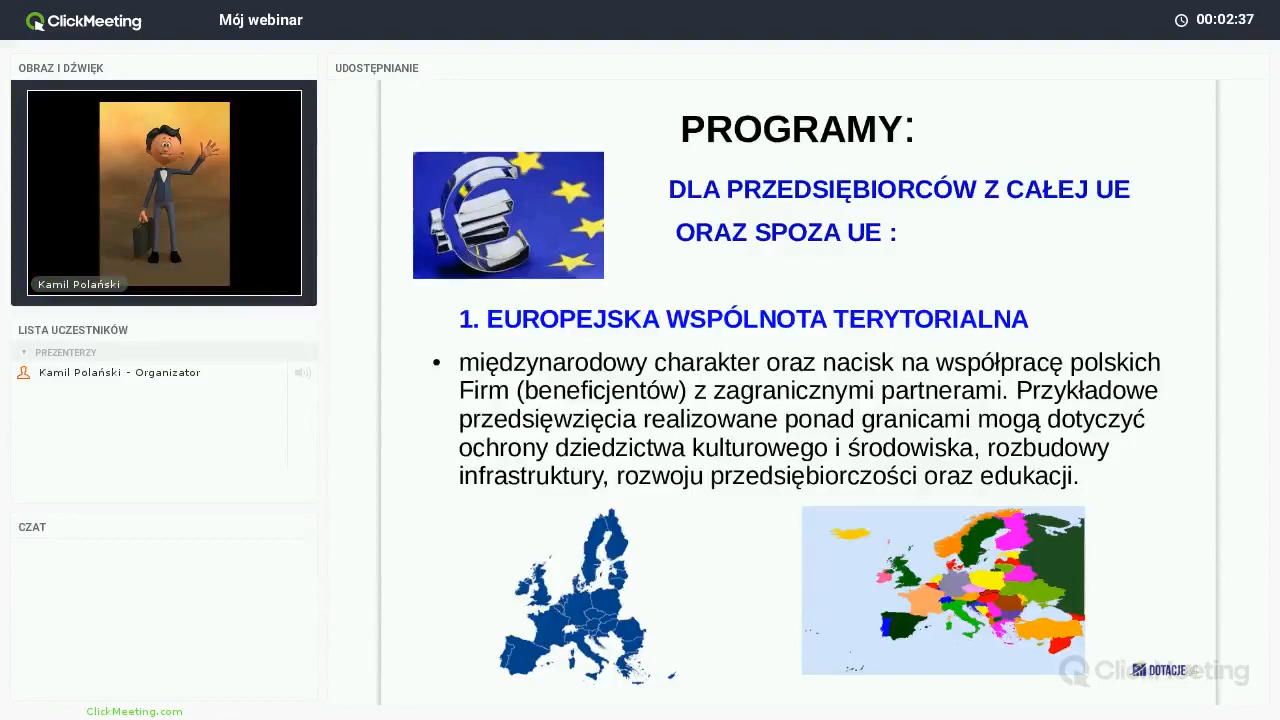 ClickMeeting
Mój webinar
00:02:37
OBRAZ I DŹWIĘK
UDOSTĘPNIANIE
Kamil Polański
LISTA UCZESTNIKÓW
PREZENTERZY
Kamil Polański - Organizator
CZAT
ClickMeeting.com
PROGRAMY:
DLA PRZEDSIĘBIORCÓW Z CAŁEJ UE
ORAZ SPOZA UE :
1. EUROPEJSKA WSPÓLNOTA TERYTORIALNA
• międzynarodowy charakter oraz nacisk na współpracę polskich
Firm (beneficjentów) z zagranicznymi partnerami. Przykładowe
przedsięwzięcia realizowane ponad granicami mogą dotyczyć
ochrony dziedzictwa kulturowego i środowiska, rozbudowy
infrastruktury, rozwoju przedsiębiorczości oraz edukacji.
DOTACJE
ClickMeeting